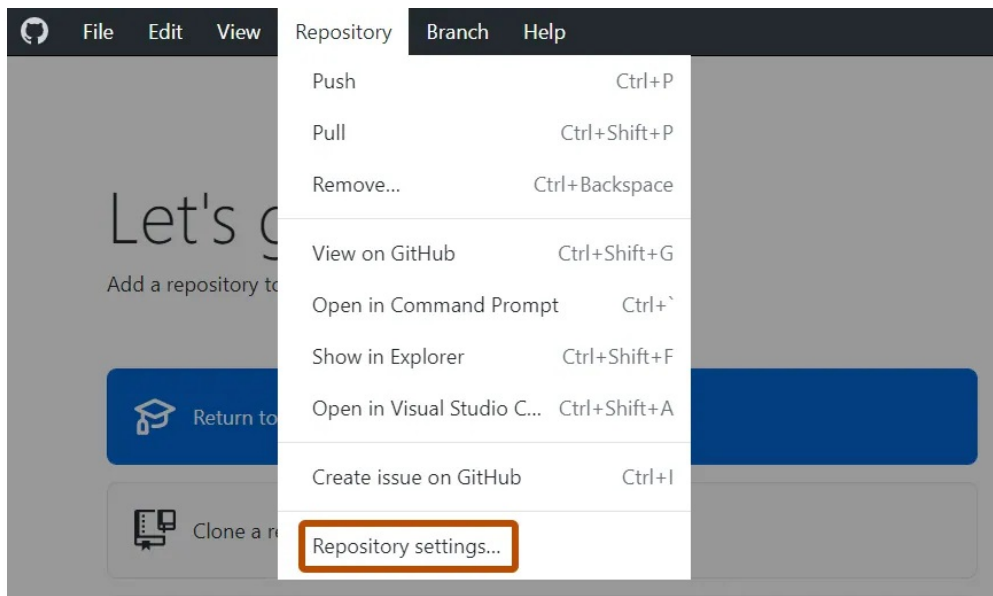 File Edit View Repository Branch Help
Push Ctrl+P
Pull Ctrl+Shift+P
Remove... Ctrl+Backspace
Let's
View on GitHub Ctrl+Shift+G
Add a repository
Open in Command Prompt Ctrl+`
Show in Explorer Ctrl+Shift+F
Return to
Open in Visual Studio C... Ctrl+Shift+A
Create issue on GitHub Ctrl+I
Clone a
Repository settings...